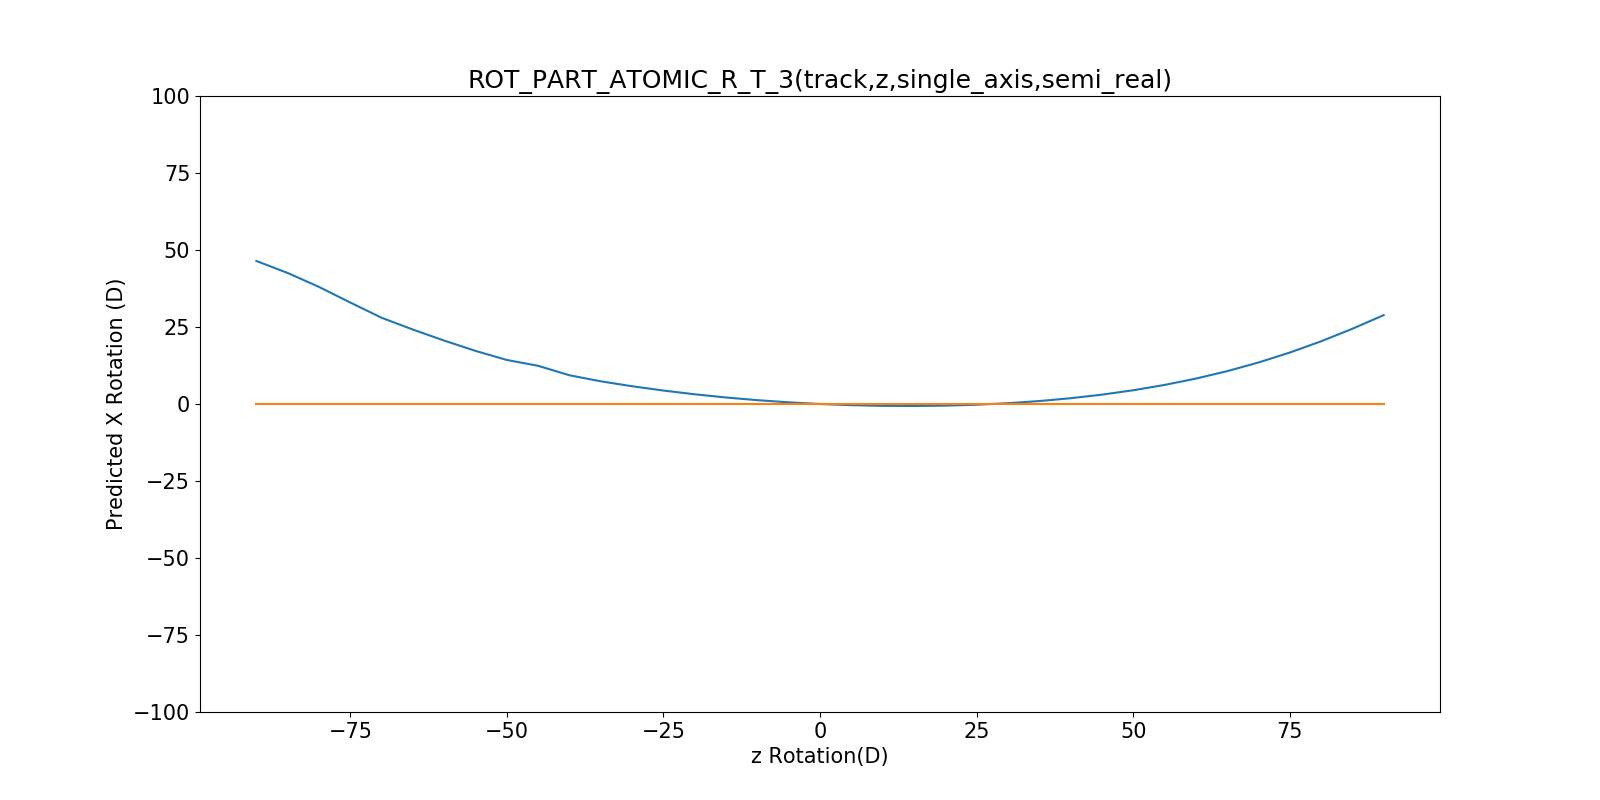 ROT_PART_ATOMIC_R_T_3(track,z,single_axis,semi_real)
100
75
50
25
0
−25
−50
−75
−100
Predicted X Rotation (D)
−75 −50 −25 0 25 50 75
z Rotation(D)